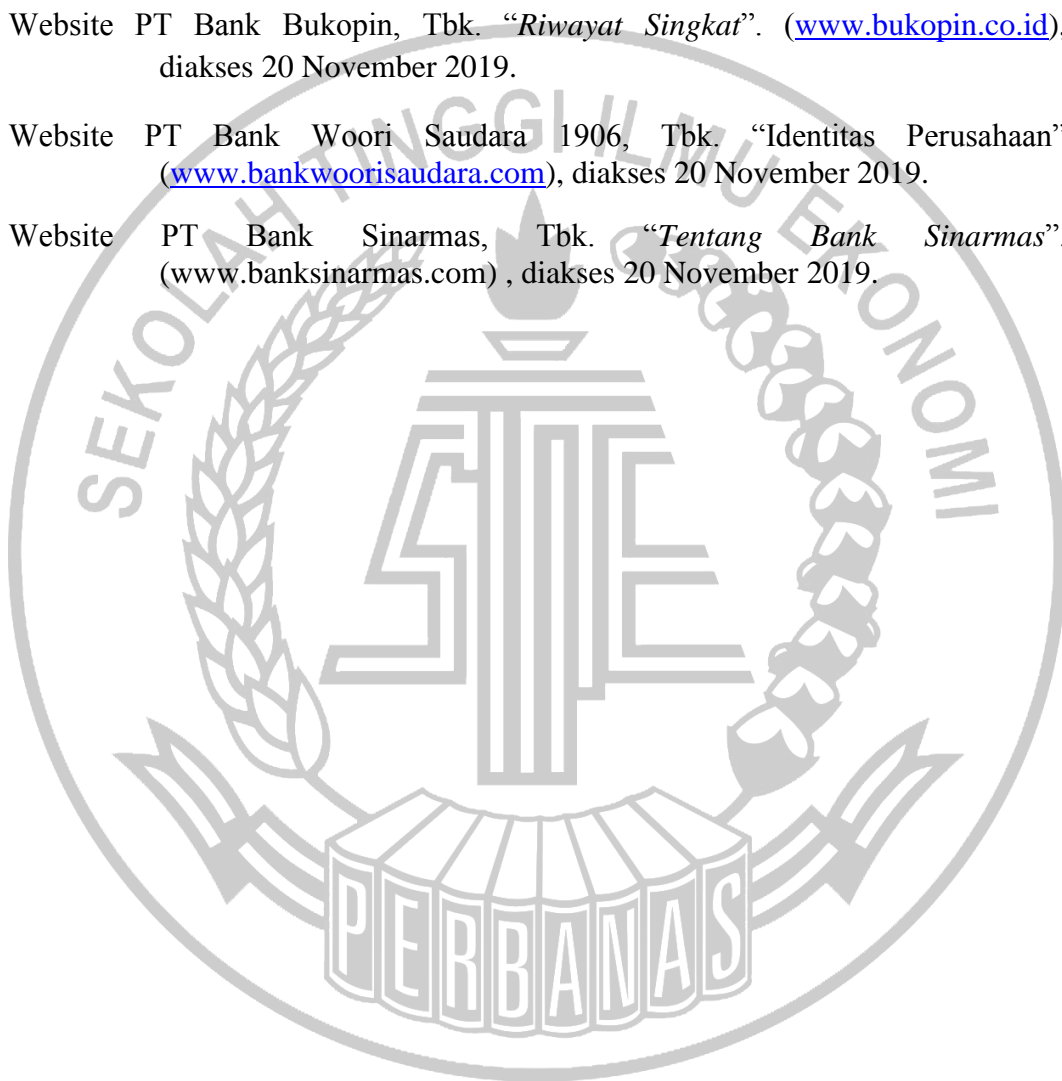 Website PT Bank Bukopin, Tbk. “Riwayat Singkat”. (www.bukopin.co.id),
diakses 20 November 2019.
Website PT Bank Woori Saudara 1906, Tbk. “Identitas Perusahaan”
(www.bankwoorisaudara.com), diakses 20 November 2019.
Website PT Bank Sinarmas, Tbk. “Tentang Bank Sinarmas”.
(www.banksinarmas.com) , diakses 20 November 2019.
SEKOLAH TINGGI ILMU EKONOMI
STIE
PERBANAS